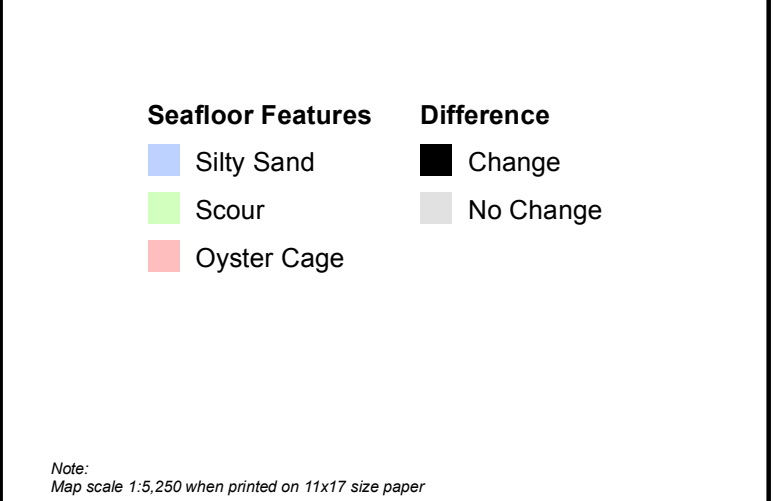 Seafloor Features
Silty Sand
Scour
Oyster Cage
Difference
Change
No Change
Note:
Map scale 1:5,250 when printed on 11x17 size paper